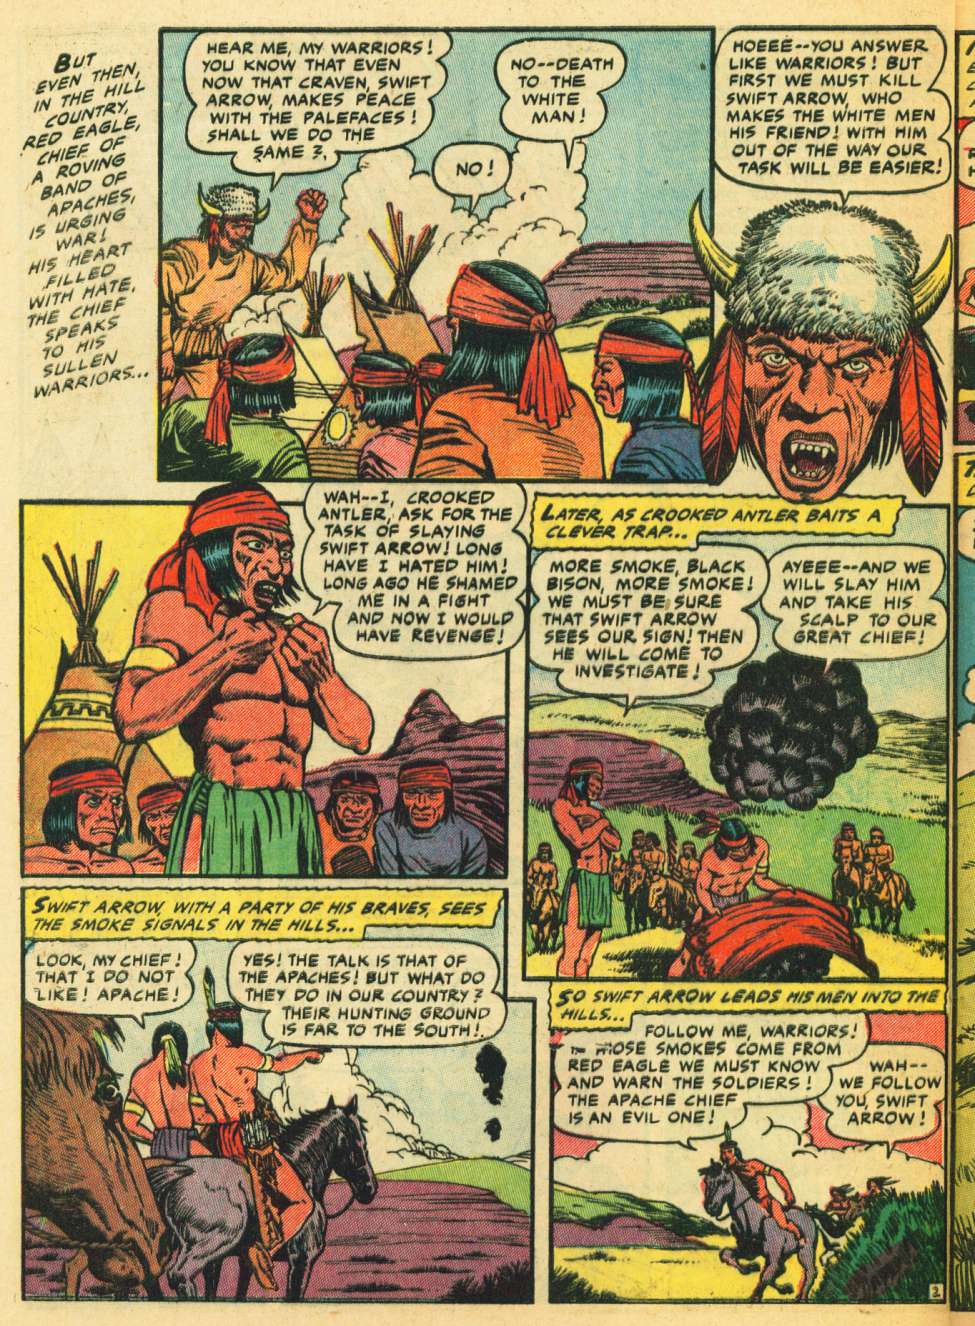 BUT
EVEN THEN,
IN THE HILL
COUNTRY,
RED EAGLE,
CHIEF OF
A ROVING
BAND OF
APACHES,
IS URGING
WAR!
HIS HEART
FILLED
WITH HATE,
THE CHIEF
SPEAKS
TO HIS
SULLEN
WARRIORS...
HEAR ME, MY WARRIORS!
YOU KNOW THAT EVEN
NOW THAT CRAVEN, SWIFT
ARROW, MAKES PEACE
WITH THE PALEFACES!
SHALL WE DO THE
SAME?
NO!
NO--DEATH
TO THE
WHITE
MAN!
HOEEE--YOU ANSWER
LIKE WARRIORS! BUT
FIRST WE MUST KILL
SWIFT ARROW, WHO
MAKES THE WHITE MEN
HIS FRIEND! WITH HIM
OUT OF THE WAY OUR
TASK WILL BE EASIER!
WAH--I, CROOKED
ANTLER, ASK FOR THE
TASK OF SLAYING
SWIFT ARROW! LONG
HAVE I HATED HIM!
LONG AGO HE SHAMED
ME IN A FIGHT
AND NOW I WOULD
HAVE REVENGE!
LATER, AS CROOKED ANTLER BAITS A
CLEVER TRAP...
MORE SMOKE, BLACK
BISON, MORE SMOKE!
WE MUST BE SURE
THAT SWIFT ARROW
SEES OUR SIGN! THEN
HE WILL COME TO
INVESTIGATE!
AYEEE--AND WE
WILL SLAY HIM
AND TAKE HIS
SCALP TO OUR
GREAT CHIEF!
SWIFT ARROW, WITH A PARTY OF HIS BRAVES, SEES
THE SMOKE SIGNALS IN THE HILLS...
LOOK, MY CHIEF!
THAT I DO NOT
LIKE! APACHE!
YES! THE TALK IS THAT OF
THE APACHES! BUT WHAT DO
THEY DO IN OUR COUNTRY?
THEIR HUNTING GROUND
IS FAR TO THE SOUTH!
SO SWIFT ARROW LEADS HIS MEN INTO THE
HILLS...
FOLLOW ME, WARRIORS!
THOSE SMOKES COME FROM
RED EAGLE WE MUST KNOW
AND WARN THE SOLDIERS!
THE APACHE CHIEF
IS AN EVIL ONE!
WAH--
WE FOLLOW
YOU, SWIFT
ARROW!
2